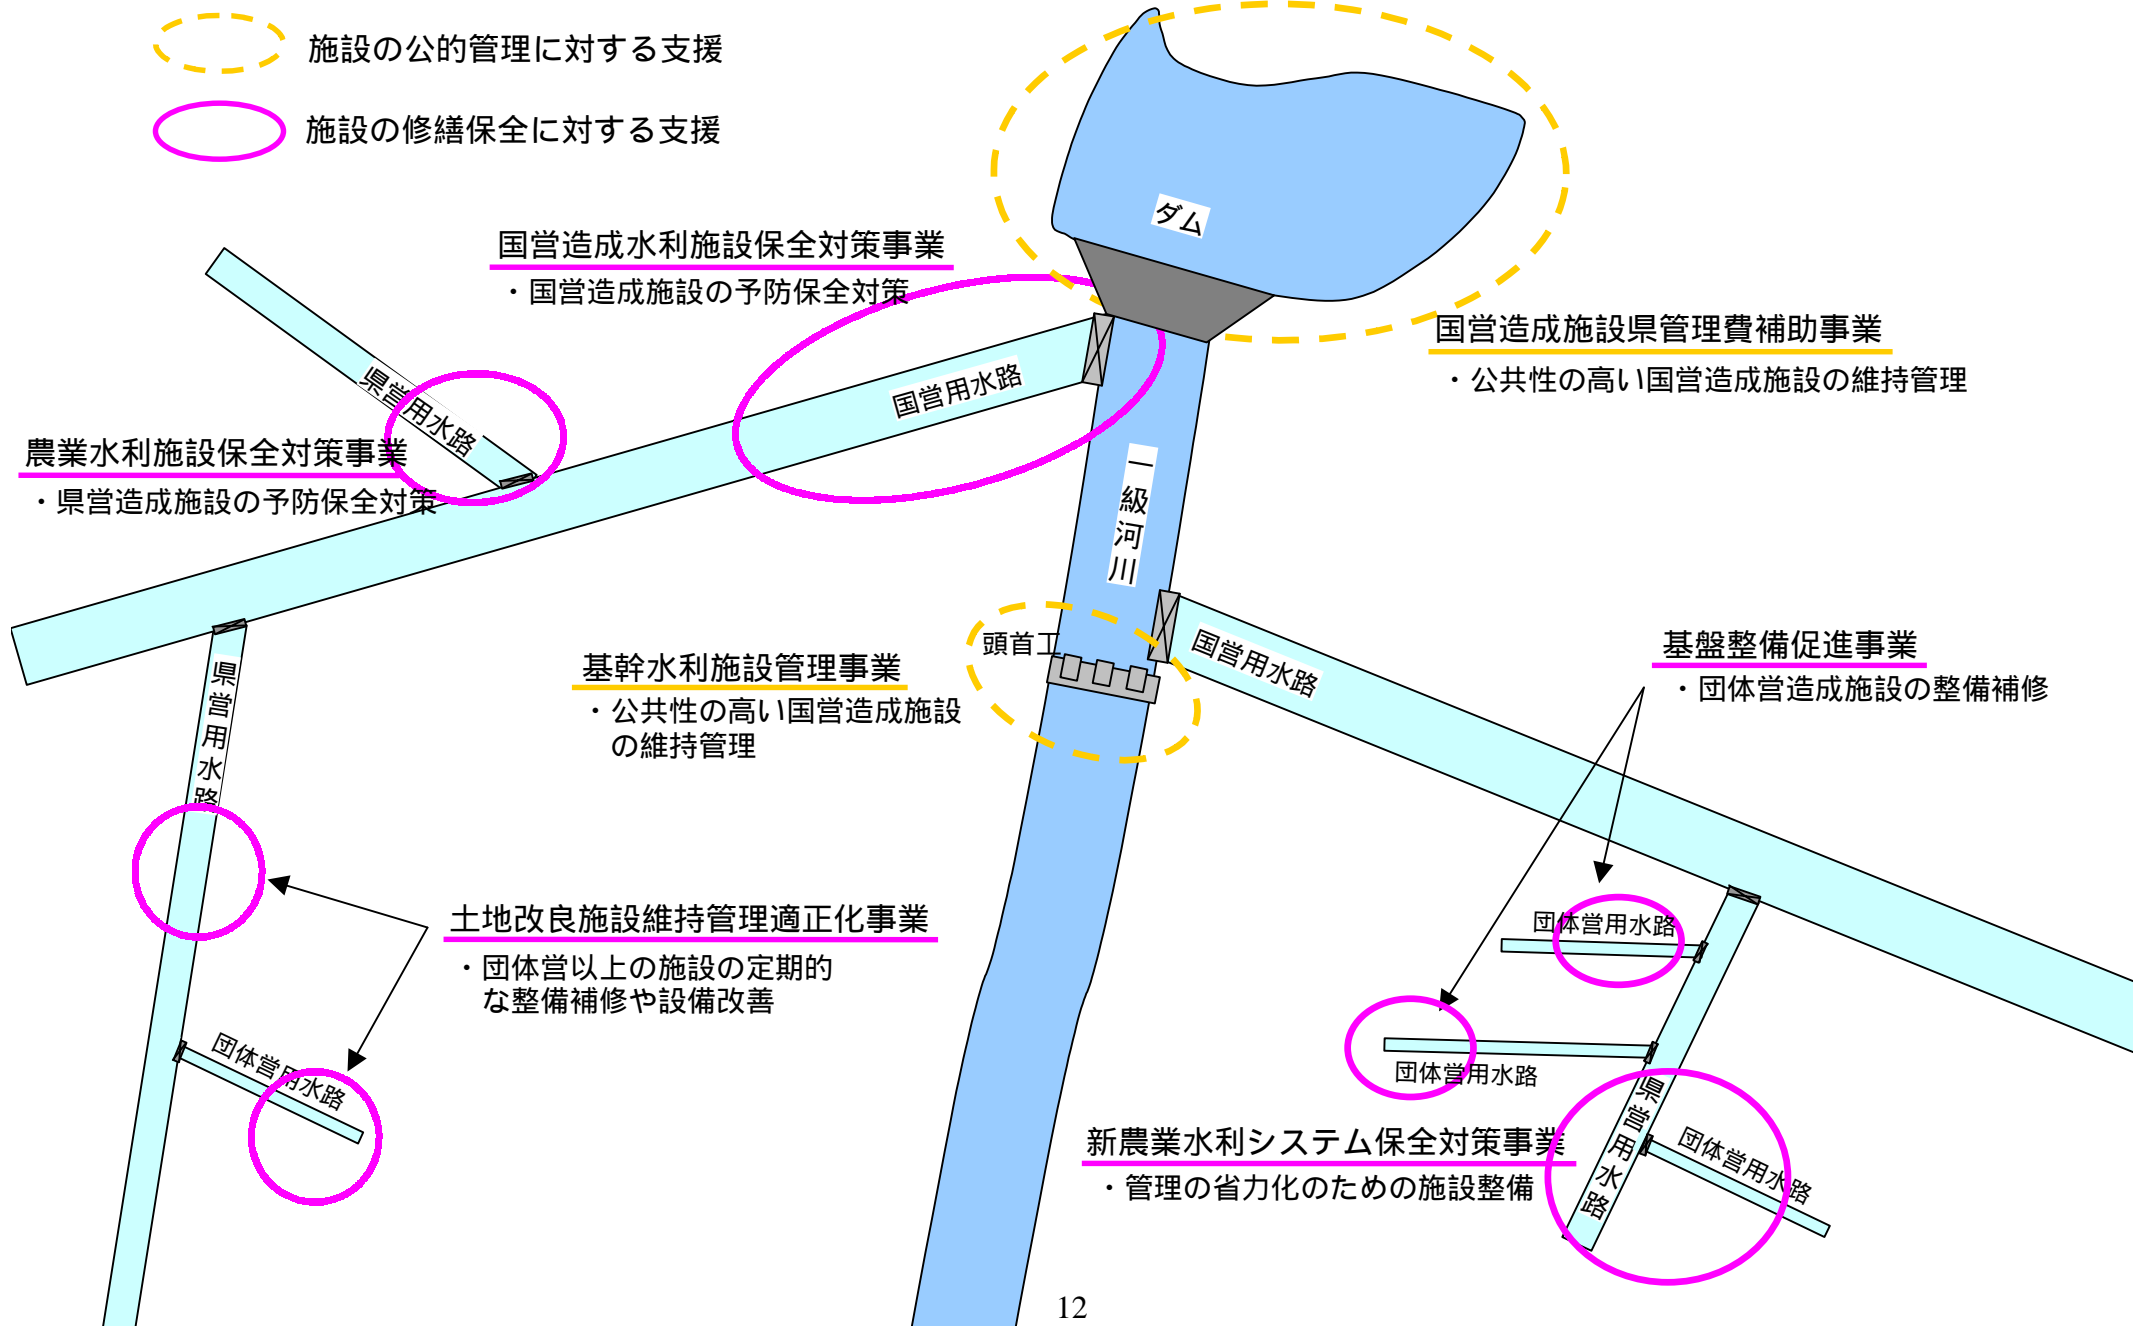 施設の公的管理に対する支援
施設の修繕保全に対する支援
ダム
国営造成水利施設保全対策事業
・国営造成施設の予防保全対策
国営造成施設県管理費補助事業
・公共性の高い国営造成施設の維持管理
県営用水路
国営用水路
農業水利施設保全対策事業
・県営造成施設の予防保全対策
一級河川
頭首工
国営用水路
基盤整備促進事業
・団体営造成施設の整備補修
基幹水利施設管理事業
・公共性の高い国営造成施設
の維持管理
県営用水路
土地改良施設維持管理適正化事業
・団体営以上の施設の定期的
な整備補修や設備改善
団体営用水路
団体営用水路
団体営用水路
県営用水路
団体営用水路
新農業水利システム保全対策事業
・管理の省力化のための施設整備
12